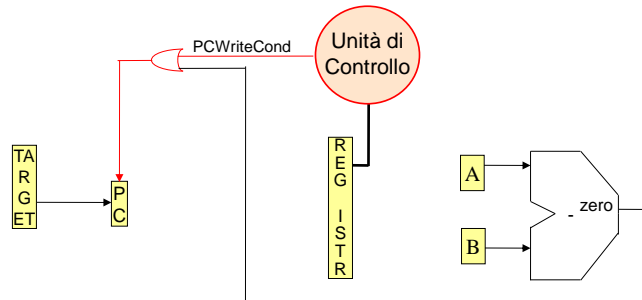 PCWriteCond
Unità di
Controllo
TA
R
G
ET
P
C
R
E
G
I
S
T
R
A
B
-
zero